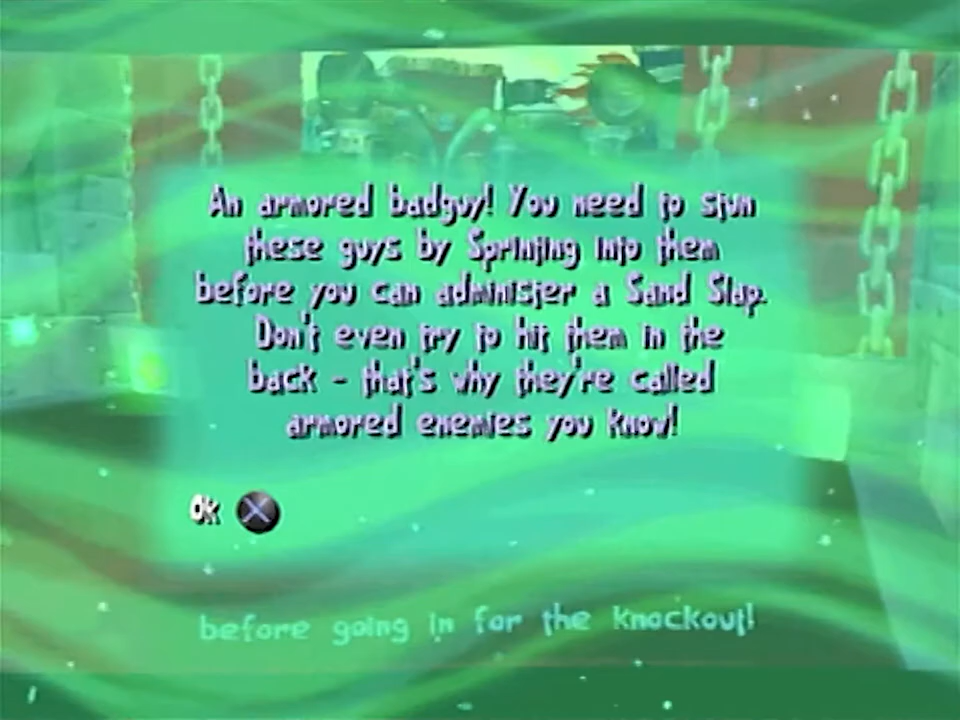 An armored badguy! You need to stun
these guys by Sprinting into them
before you can administer a Sand Slap.
Don't even try to hit them in the
back - that's why they're called
armored enemies you know!
Ok
before going in for the knockout!